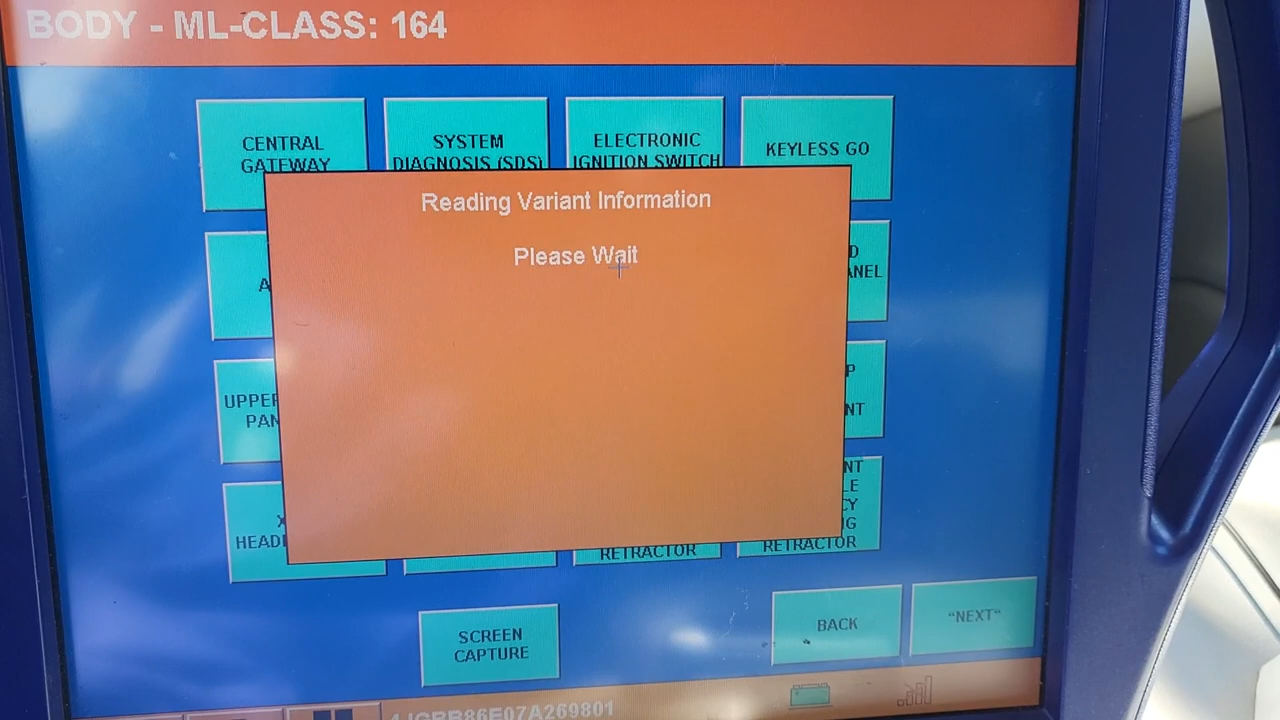 BODY - ML-CLASS: 164
CENTRAL
GATEWAY
SYSTEM
DIAGNOSIS (SDS)
ELECTRONIC
IGNITION SWITCH
KEYLESS GO
Reading Variant Information
Please Wait
UPPER
RETRACTOR
RETRACTOR
SCREEN
CAPTURE
BACK
"NEXT"